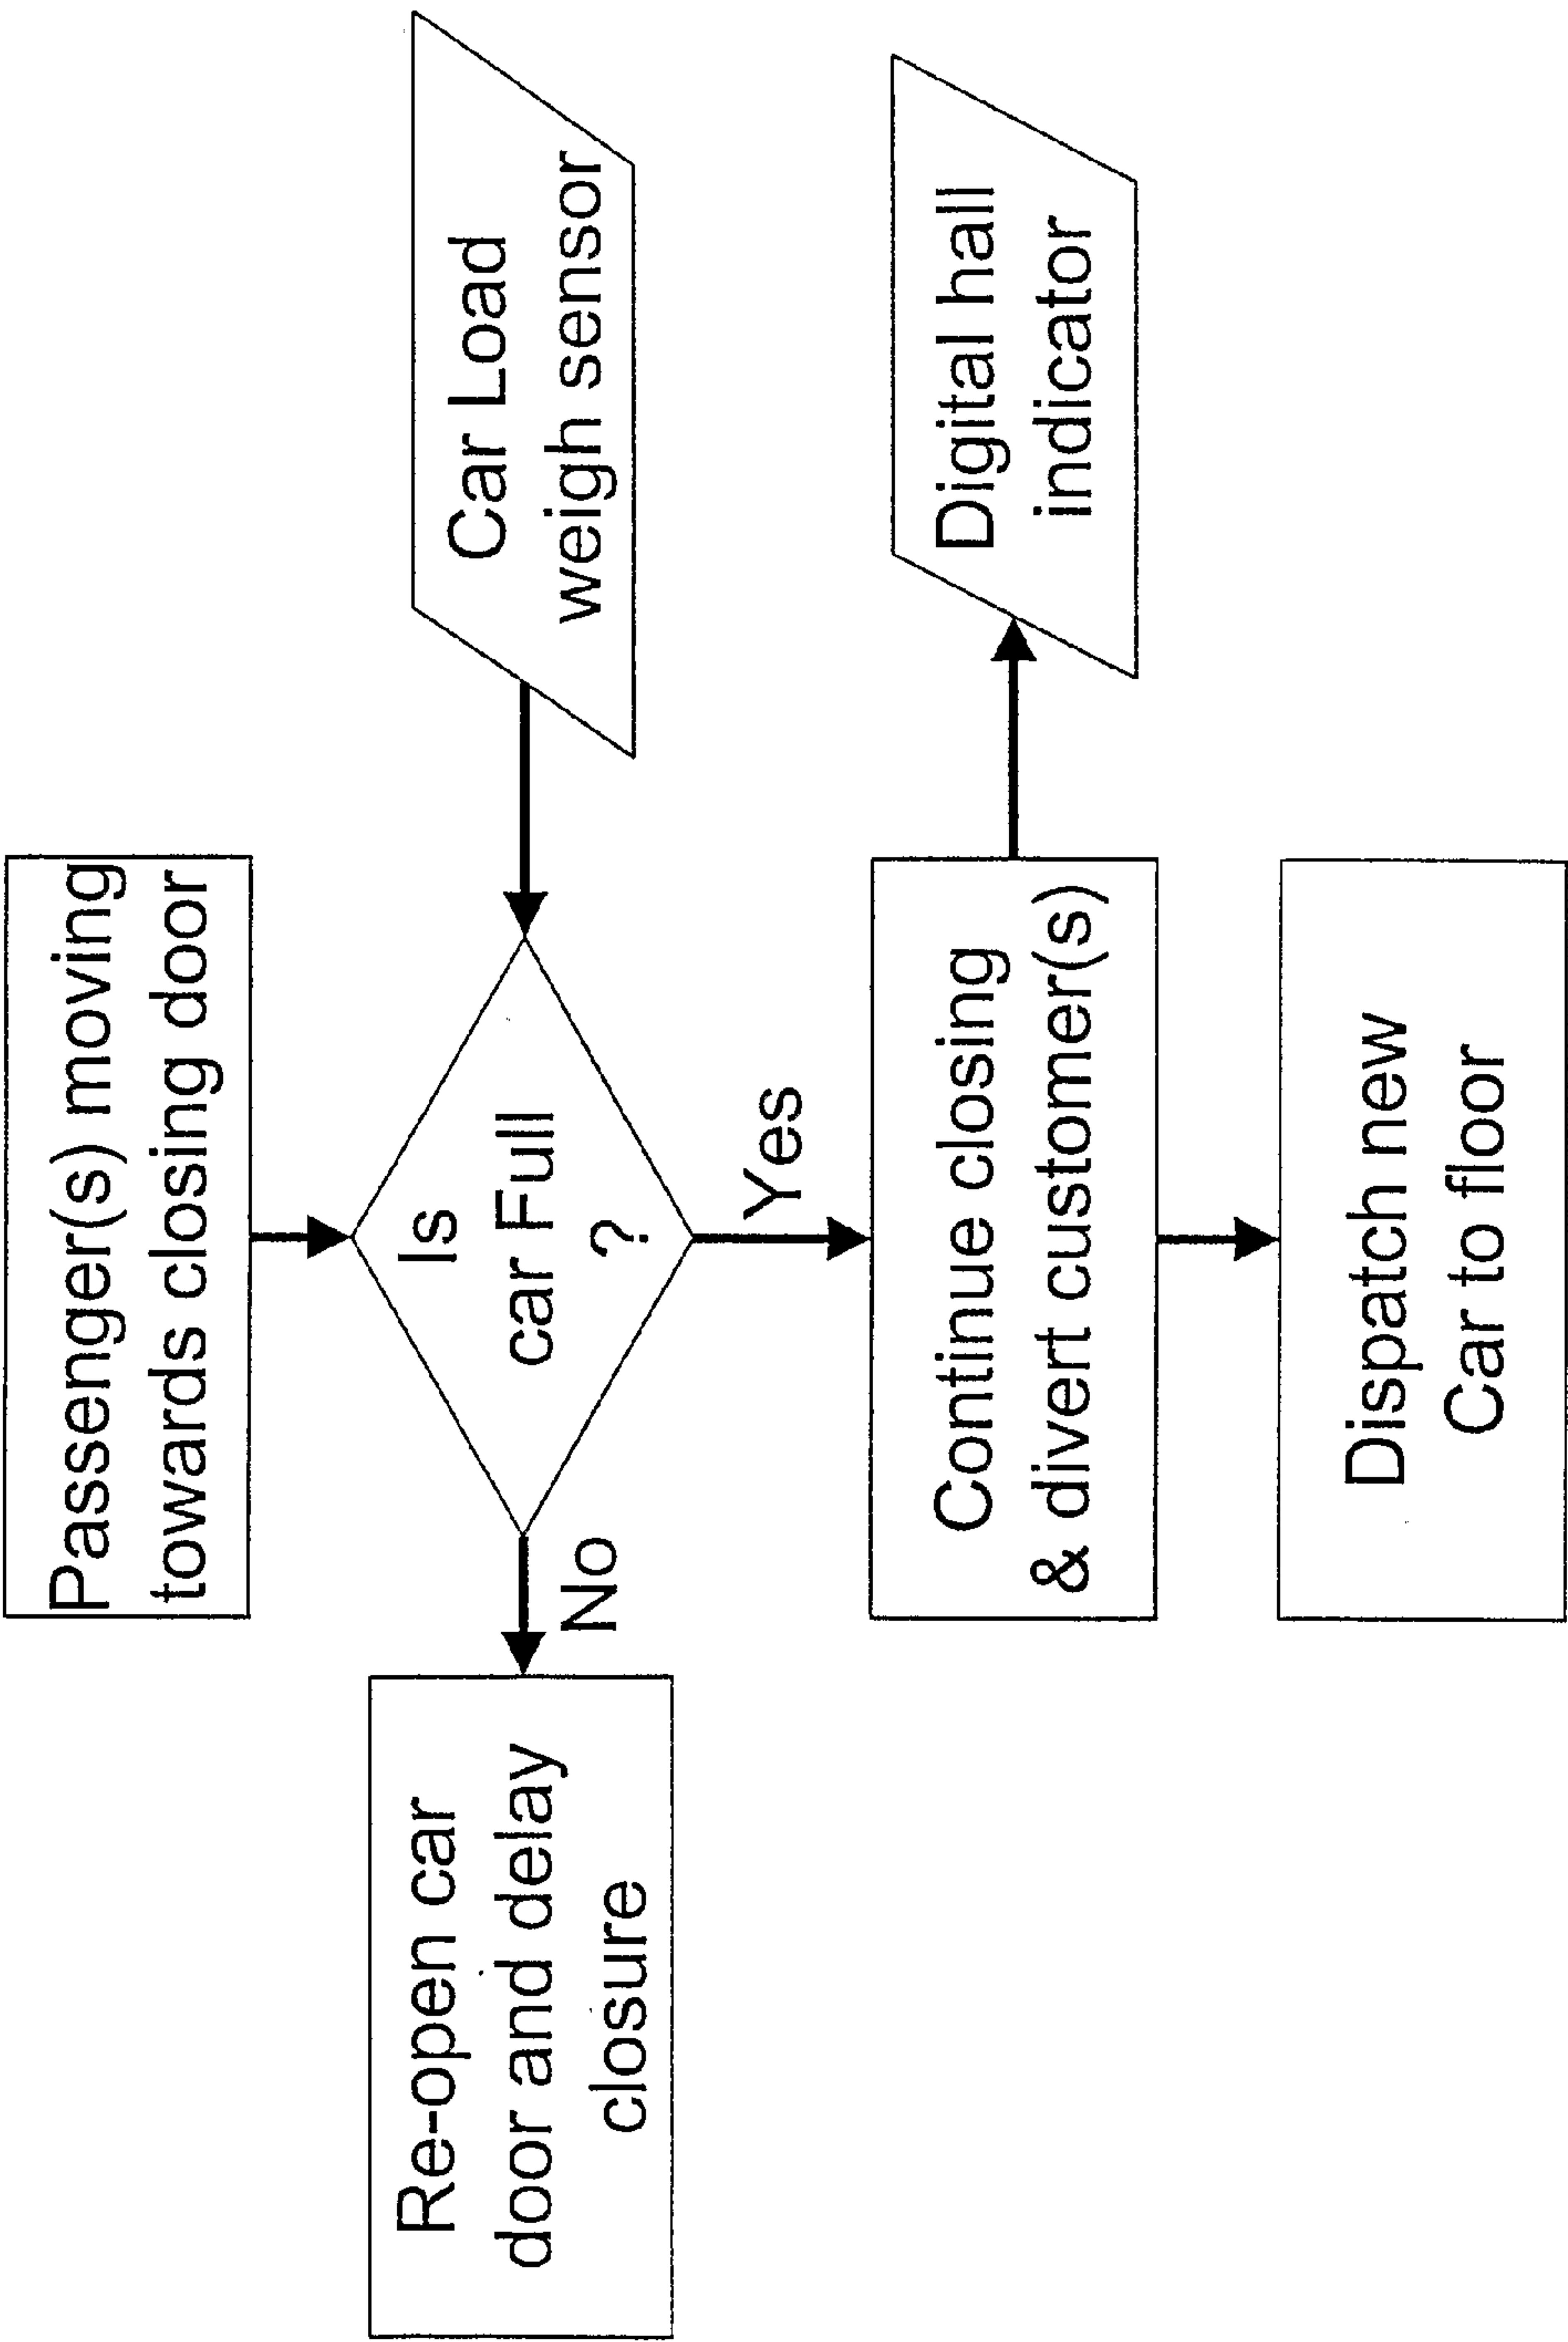 Passenger(s) moving
towards closing door
Is
car Full
?
Car Load
weigh sensor
No
Re-open car
door and delay
closure
Yes
Continue closing
& divert customer(s)
Digital hall
indicator
Dispatch new
Car to floor